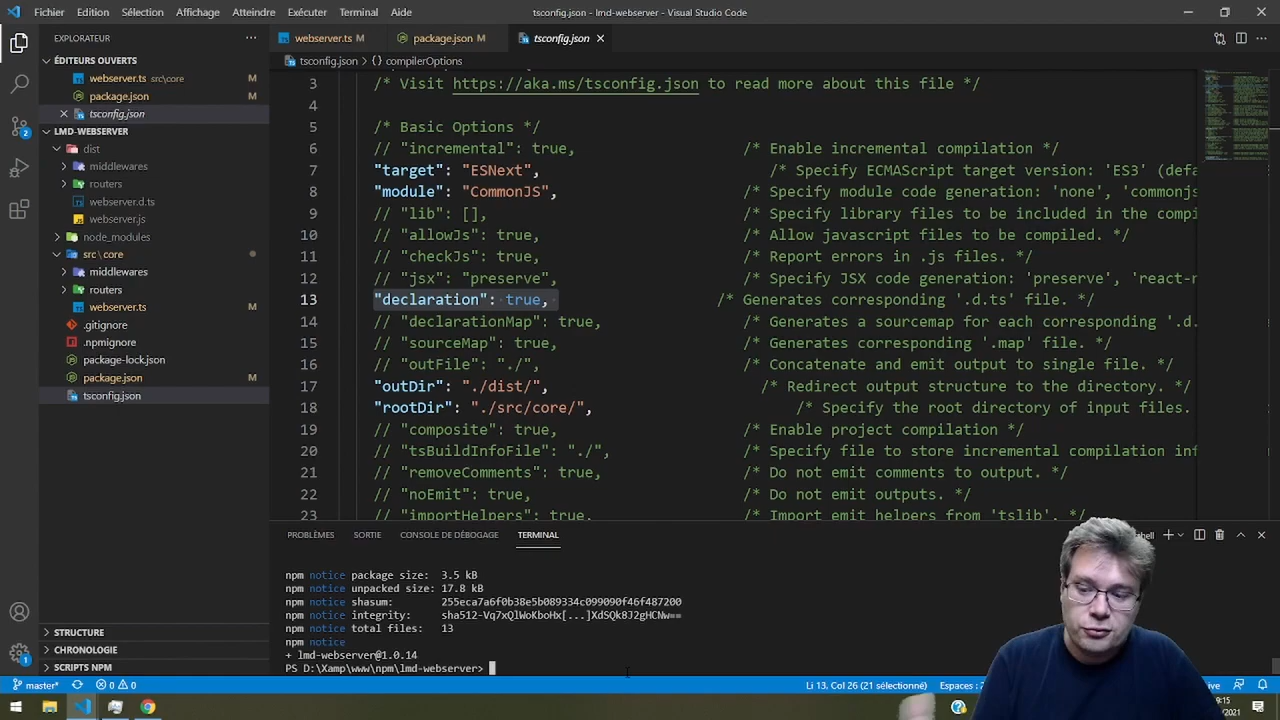 Fichier Edition Sélection Affichage Atteindre Exécuter Terminal Aide
tsconfig.json - lmd-webserver - Visual Studio Code
EXPLORATEUR
webserver.ts M
package.json M
tsconfig.json
ÉDITEURS OUVERTS
webserver.ts src\core M
package.json M
tsconfig.json
LMD-WEBSERVER
dist
middlewares
routers
webserver.d.ts
webserver.js
node_modules
src\core
middlewares
routers
webserver.ts M
.gitignore
.npmignore
package-lock.json
package.json M
tsconfig.json
STRUCTURE
CHRONOLOGIE
SCRIPTS NPM
2
1
tsconfig.json > {} compilerOptions
3 /* Visit https://aka.ms/tsconfig.json to read more about this file */
4
5 /* Basic Options */
6 // "incremental": true, /* Enable incremental compilation */
7 "target": "ESNext", /* Specify ECMAScript target version: 'ES3' (defa
8 "module": "CommonJS", /* Specify module code generation: 'none', 'commonjs
9 // "lib": [], /* Specify library files to be included in the compi
10 // "allowJs": true, /* Allow javascript files to be compiled. */
11 // "checkJs": true, /* Report errors in .js files. */
12 // "jsx": "preserve", /* Specify JSX code generation: 'preserve', 'react-n
13 "declaration": true, /* Generates corresponding '.d.ts' file. */
14 // "declarationMap": true, /* Generates a sourcemap for each corresponding '.d.
15 // "sourceMap": true, /* Generates corresponding '.map' file. */
16 // "outFile": "./", /* Concatenate and emit output to single file. */
17 "outDir": "./dist/", /* Redirect output structure to the directory. */
18 "rootDir": "./src/core/", /* Specify the root directory of input files.
19 // "composite": true, /* Enable project compilation */
20 // "tsBuildInfoFile": "./", /* Specify file to store incremental compilation inf
21 // "removeComments": true, /* Do not emit comments to output. */
22 // "noEmit": true, /* Do not emit outputs. */
23 // "importHelpers": true, /* Import emit helpers from 'tslib'. */
PROBLÈMES SORTIE CONSOLE DE DÉBOGAGE TERMINAL
npm notice package size: 3.5 kB
npm notice unpacked size: 17.8 kB
npm notice shasum: 255eca7a6f0b38e5b089334c099090f46f487200
npm notice integrity: sha512-Vq7xQlWoKboHx[...]XdSQk8J2gHCNw==
npm notice total files: 13
npm notice
+ lmd-webserver@1.0.14
PS D:\Xamp\www\npm\lmd-webserver>
master* 0 0
Li 13, Col 26 (21 sélectionné) Espaces :